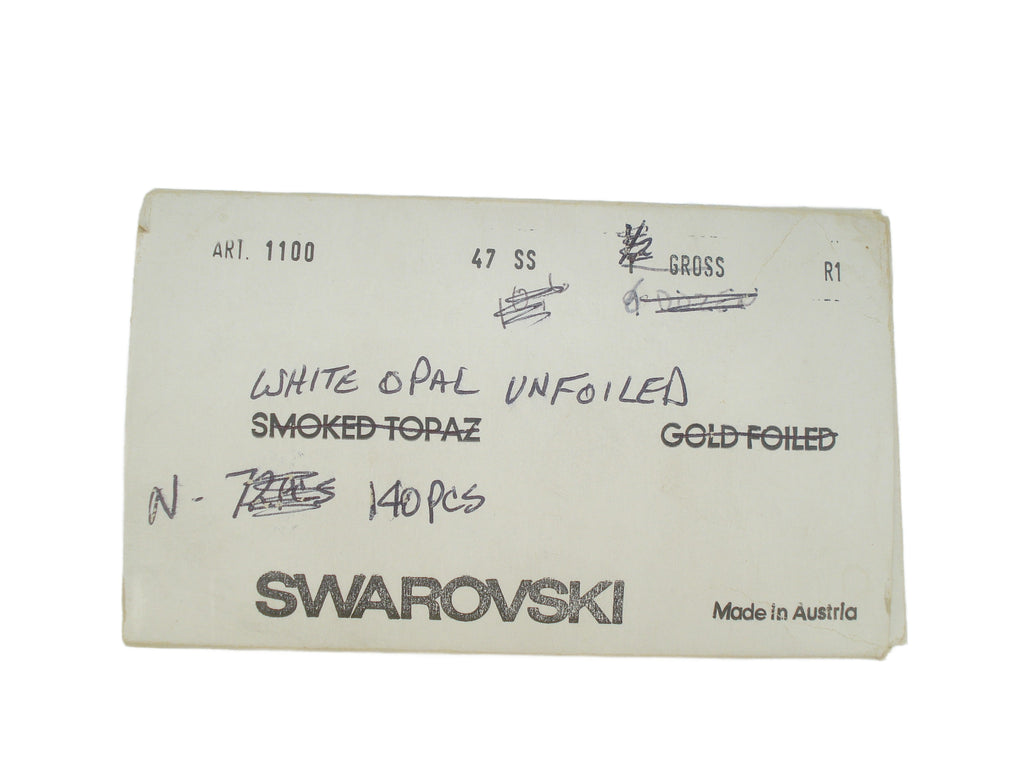 ART. 1100 47 SS GROSS R1
WHITE OPAL UNFOILED
SMOKED TOPAZ GOLD FOILED
N - 140 PCS
SWAROVSKI Made in Austria